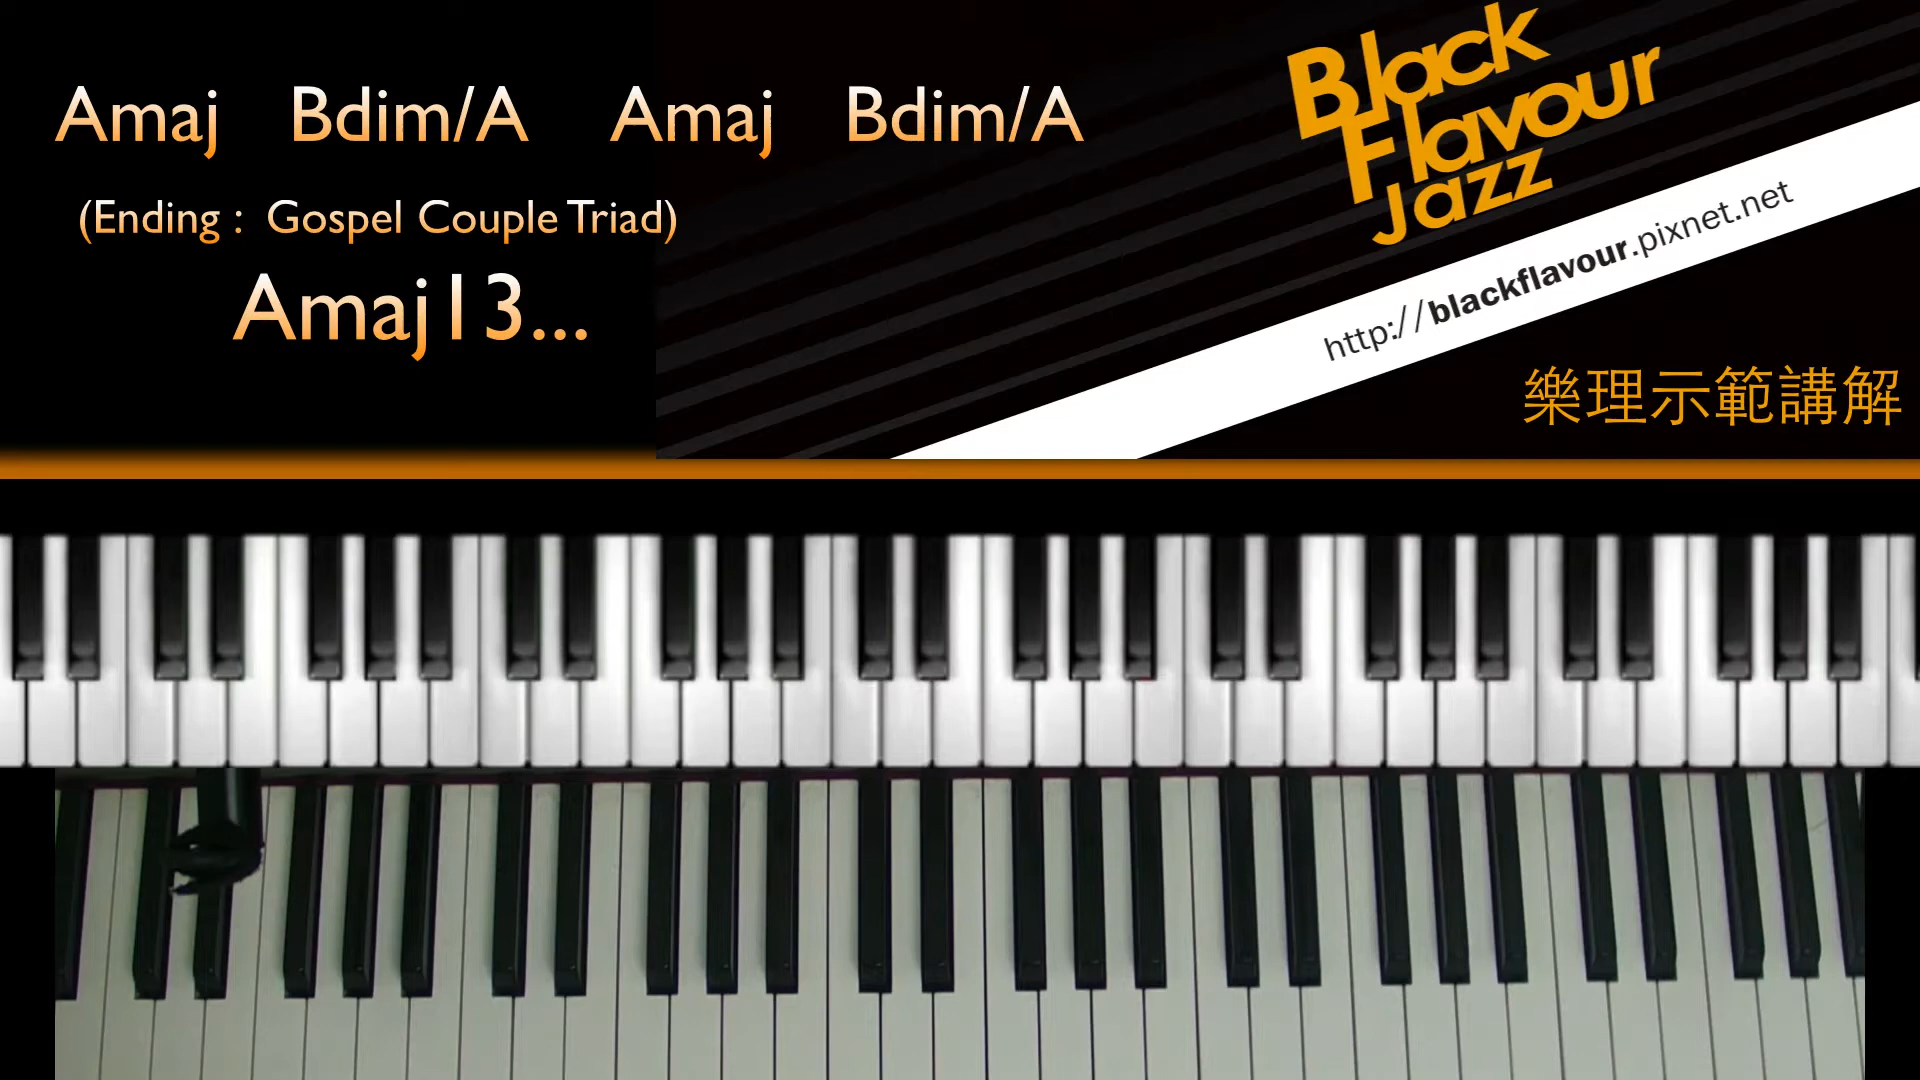 Amaj Bdim/A Amaj Bdim/A
(Ending : Gospel Couple Triad)
Amaj13...
Black
Flavour
Jazz
http://blackflavour.pixnet.net
樂理示範講解